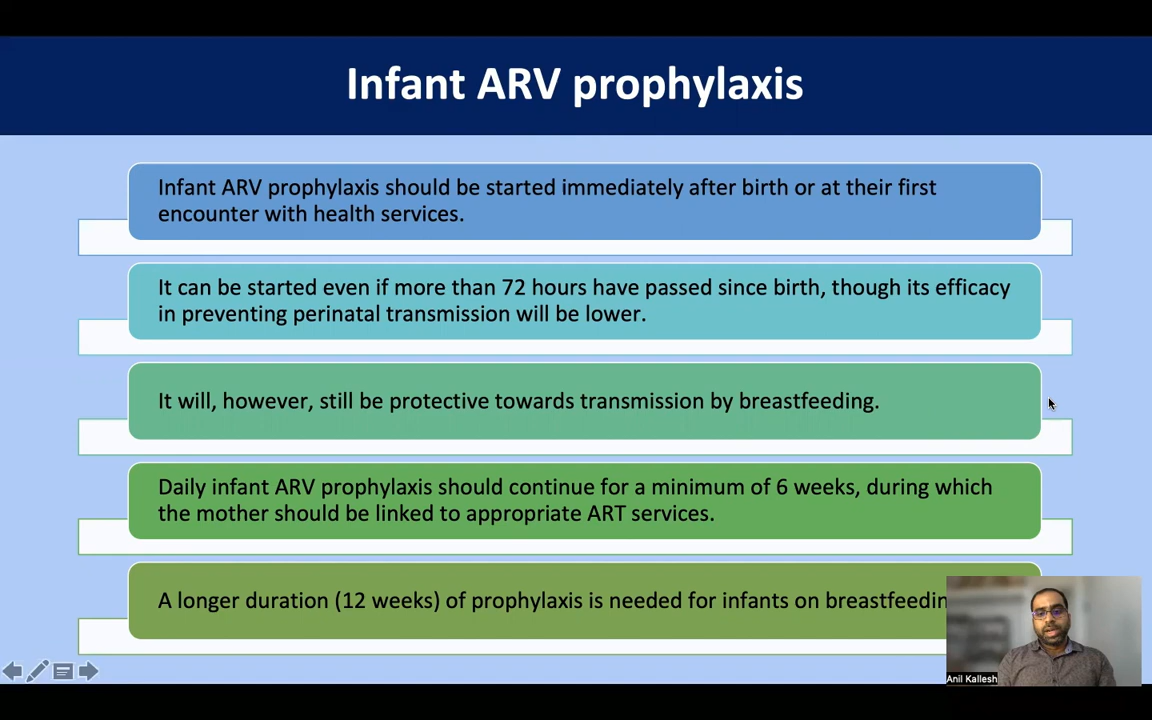 Infant ARV prophylaxis
Infant ARV prophylaxis should be started immediately after birth or at their first
encounter with health services.
It can be started even if more than 72 hours have passed since birth, though its efficacy
in preventing perinatal transmission will be lower.
It will, however, still be protective towards transmission by breastfeeding.
Daily infant ARV prophylaxis should continue for a minimum of 6 weeks, during which
the mother should be linked to appropriate ART services.
A longer duration (12 weeks) of prophylaxis is needed for infants on
Anil Kallesh